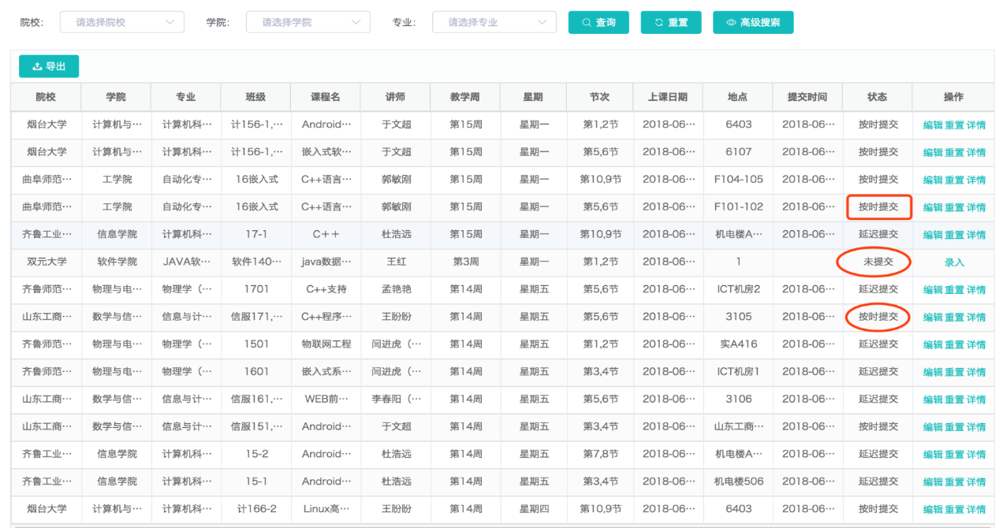 院校： 请选择院校 学院： 请选择学院 专业： 请选择专业 查询 重置 高级搜索
导出
院校 学院 专业 班级 课程名 讲师 教学周 星期 节次 上课日期 地点 提交时间 状态 操作
烟台大学 计算机与… 计算机科… 计156-1,… Android… 于文超 第15周 星期一 第1,2节 2018-06… 6403 2018-06… 按时提交 编辑 重置 详情
烟台大学 计算机与… 计算机科… 计156-1,… 嵌入式软… 于文超 第15周 星期一 第5,6节 2018-06… 6107 2018-06… 按时提交 编辑 重置 详情
曲阜师范… 工学院 自动化专… 16嵌入式 C++语言… 郭敏刚 第15周 星期一 第10,9节 2018-06… F104-105 2018-06… 按时提交 编辑 重置 详情
曲阜师范… 工学院 自动化专… 16嵌入式 C++语言… 郭敏刚 第15周 星期一 第5,6节 2018-06… F101-102 2018-06… 按时提交 编辑 重置 详情
齐鲁工业… 信息学院 计算机科… 17-1 C++ 杜浩远 第15周 星期一 第10,9节 2018-06… 机电楼A… 2018-06… 延迟提交 编辑 重置 详情
双元大学 软件学院 JAVA软… 软件140… java数据… 王红 第3周 星期一 第1,2节 2018-06… 1 未提交 录入
齐鲁师范… 物理与电… 物理学（… 1701 C++支持 孟艳艳 第14周 星期五 第5,6节 2018-06… ICT机房2 2018-06… 延迟提交 编辑 重置 详情
山东工商… 数学与信… 信息与计… 信服171,… C++程序… 王盼盼 第14周 星期五 第5,6节 2018-06… 3105 2018-06… 按时提交 编辑 重置 详情
齐鲁师范… 物理与电… 物理学（… 1501 物联网工程 闫进虎（… 第14周 星期五 第1,2节 2018-06… 实A416 2018-06… 延迟提交 编辑 重置 详情
齐鲁师范… 物理与电… 物理学（… 1601 嵌入式系… 闫进虎（… 第14周 星期五 第3,4节 2018-06… ICT机房1 2018-06… 延迟提交 编辑 重置 详情
山东工商… 数学与信… 信息与计… 信服161,… WEB前… 李春阳（… 第14周 星期五 第5,6节 2018-06… 3106 2018-06… 延迟提交 编辑 重置 详情
山东工商… 数学与信… 信息与计… 信服151,… Android… 于文超 第14周 星期五 第3,4节 2018-06… 山东工商… 2018-06… 按时提交 编辑 重置 详情
齐鲁工业… 信息学院 计算机科… 15-2 Android… 杜浩远 第14周 星期五 第7,8节 2018-06… 机电楼A… 2018-06… 延迟提交 编辑 重置 详情
齐鲁工业… 信息学院 计算机科… 15-1 Android… 杜浩远 第14周 星期五 第3,4节 2018-06… 机电楼506 2018-06… 延迟提交 编辑 重置 详情
烟台大学 计算机与… 计算机科… 计166-2 Linux高… 王盼盼 第14周 星期四 第10,9节 2018-06… 6403 2018-06… 按时提交 编辑 重置 详情